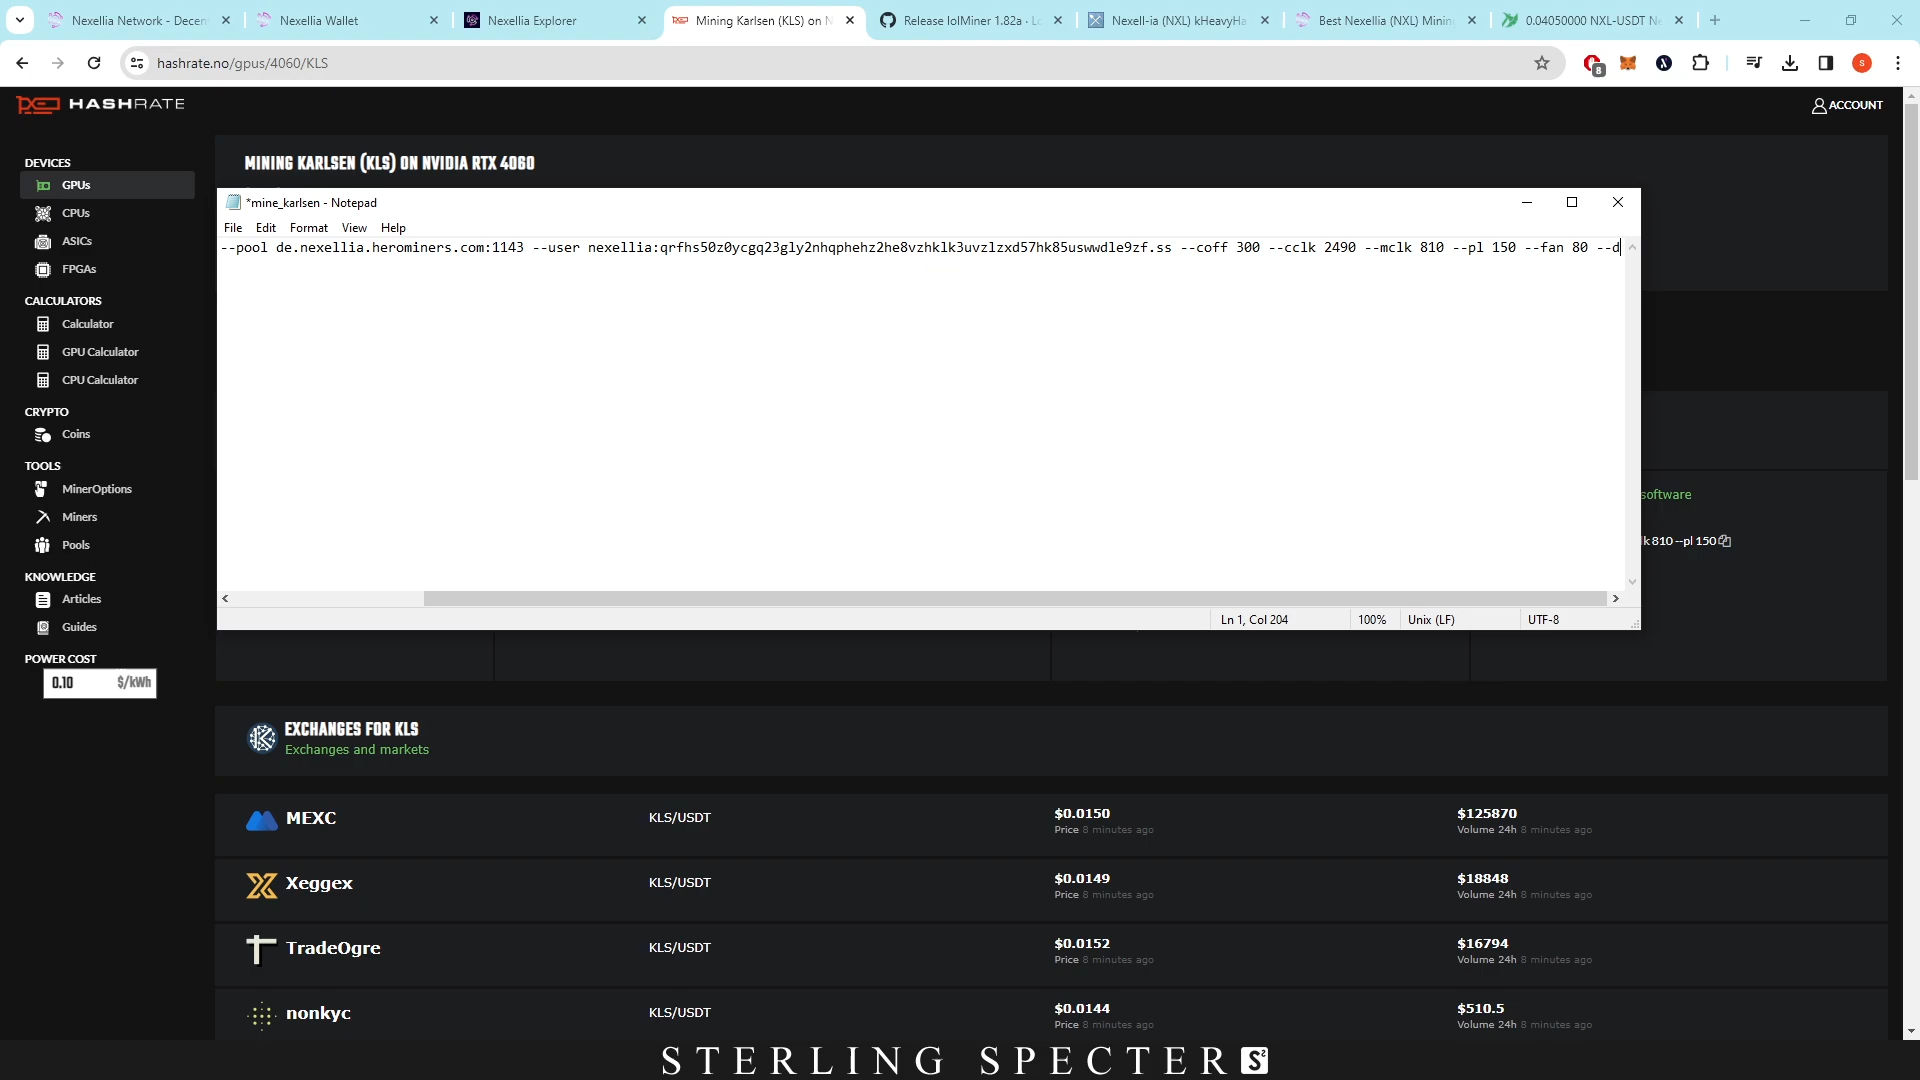 Nexellia Network - Decen
Nexellia Wallet
Nexellia Explorer
Mining Karlsen (KLS) on N
Release lolMiner 1.82a · Lo
Nexell-ia (NXL) kHeavyHa
Best Nexellia (NXL) Minin
0.04050000 NXL-USDT Ne
hashrate.no/gpus/4060/KLS
8
S
HASHRATE
ACCOUNT
DEVICES
GPUs
CPUs
ASICs
FPGAs
CALCULATORS
Calculator
GPU Calculator
CPU Calculator
CRYPTO
Coins
TOOLS
MinerOptions
Miners
Pools
KNOWLEDGE
Articles
Guides
POWER COST
0.10 $/kWh
MINING KARLSEN (KLS) ON NVIDIA RTX 4060
*mine_karlsen - Notepad
File Edit Format View Help
--pool de.nexellia.herominers.com:1143 --user nexellia:qrfhs50z0ycgq23gly2nhqphehz2he8vzhklk3uvzlzxd57hk85uswwdle9zf.ss --coff 300 --cclk 2490 --mclk 810 --pl 150 --fan 80 --d
Ln 1, Col 204
100%
Unix (LF)
UTF-8
software
lk 810 --pl 150
EXCHANGES FOR KLS
Exchanges and markets
MEXC KLS/USDT $0.0150 $125870
Price 8 minutes ago Volume 24h 8 minutes ago
Xeggex KLS/USDT $0.0149 $18848
Price 8 minutes ago Volume 24h 8 minutes ago
TradeOgre KLS/USDT $0.0152 $16794
Price 8 minutes ago Volume 24h 8 minutes ago
nonkyc KLS/USDT $0.0144 $510.5
Price 8 minutes ago Volume 24h 8 minutes ago
STERLING SPECTER S²